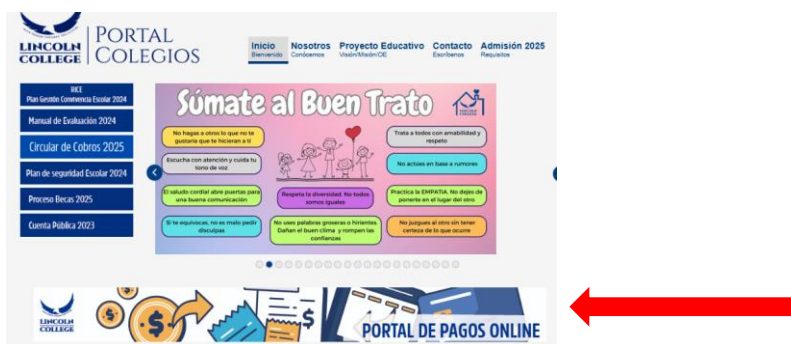 LINCOLN
COLLEGE
PORTAL
COLEGIOS
Inicio
Bienvenido
Nosotros
Conócenos
Proyecto Educativo
Visión/Misión/OE
Contacto
Escríbenos
Admisión 2025
Requisitos
RICE
Plan Gestión Convivencia Escolar 2024
Manual de Evaluación 2024
Circular de Cobros 2025
Plan de seguridad Escolar 2024
Proceso Becas 2025
Cuenta Pública 2023
Súmate al Buen Trato
No hagas a otros lo que no te
gustaría que te hicieran a ti
Trata a todos con amabilidad y
respeto
Escucha con atención y cuida tu
tono de voz
No actúes en base a rumores
El saludo cordial abre puertas para
una buena comunicación
Respeta la diversidad. No todos
somos iguales
Practica la EMPATIA. No dejes de
ponerte en el lugar del otro
Si te equivocas, no es malo pedir
disculpas
No uses palabras groseras o hirientes.
Dañan el buen clima y rompen las
confianzas
No juzgues al otro sin tener
certeza de lo que ocurre
LINCOLN
COLLEGE
PORTAL DE PAGOS ONLINE